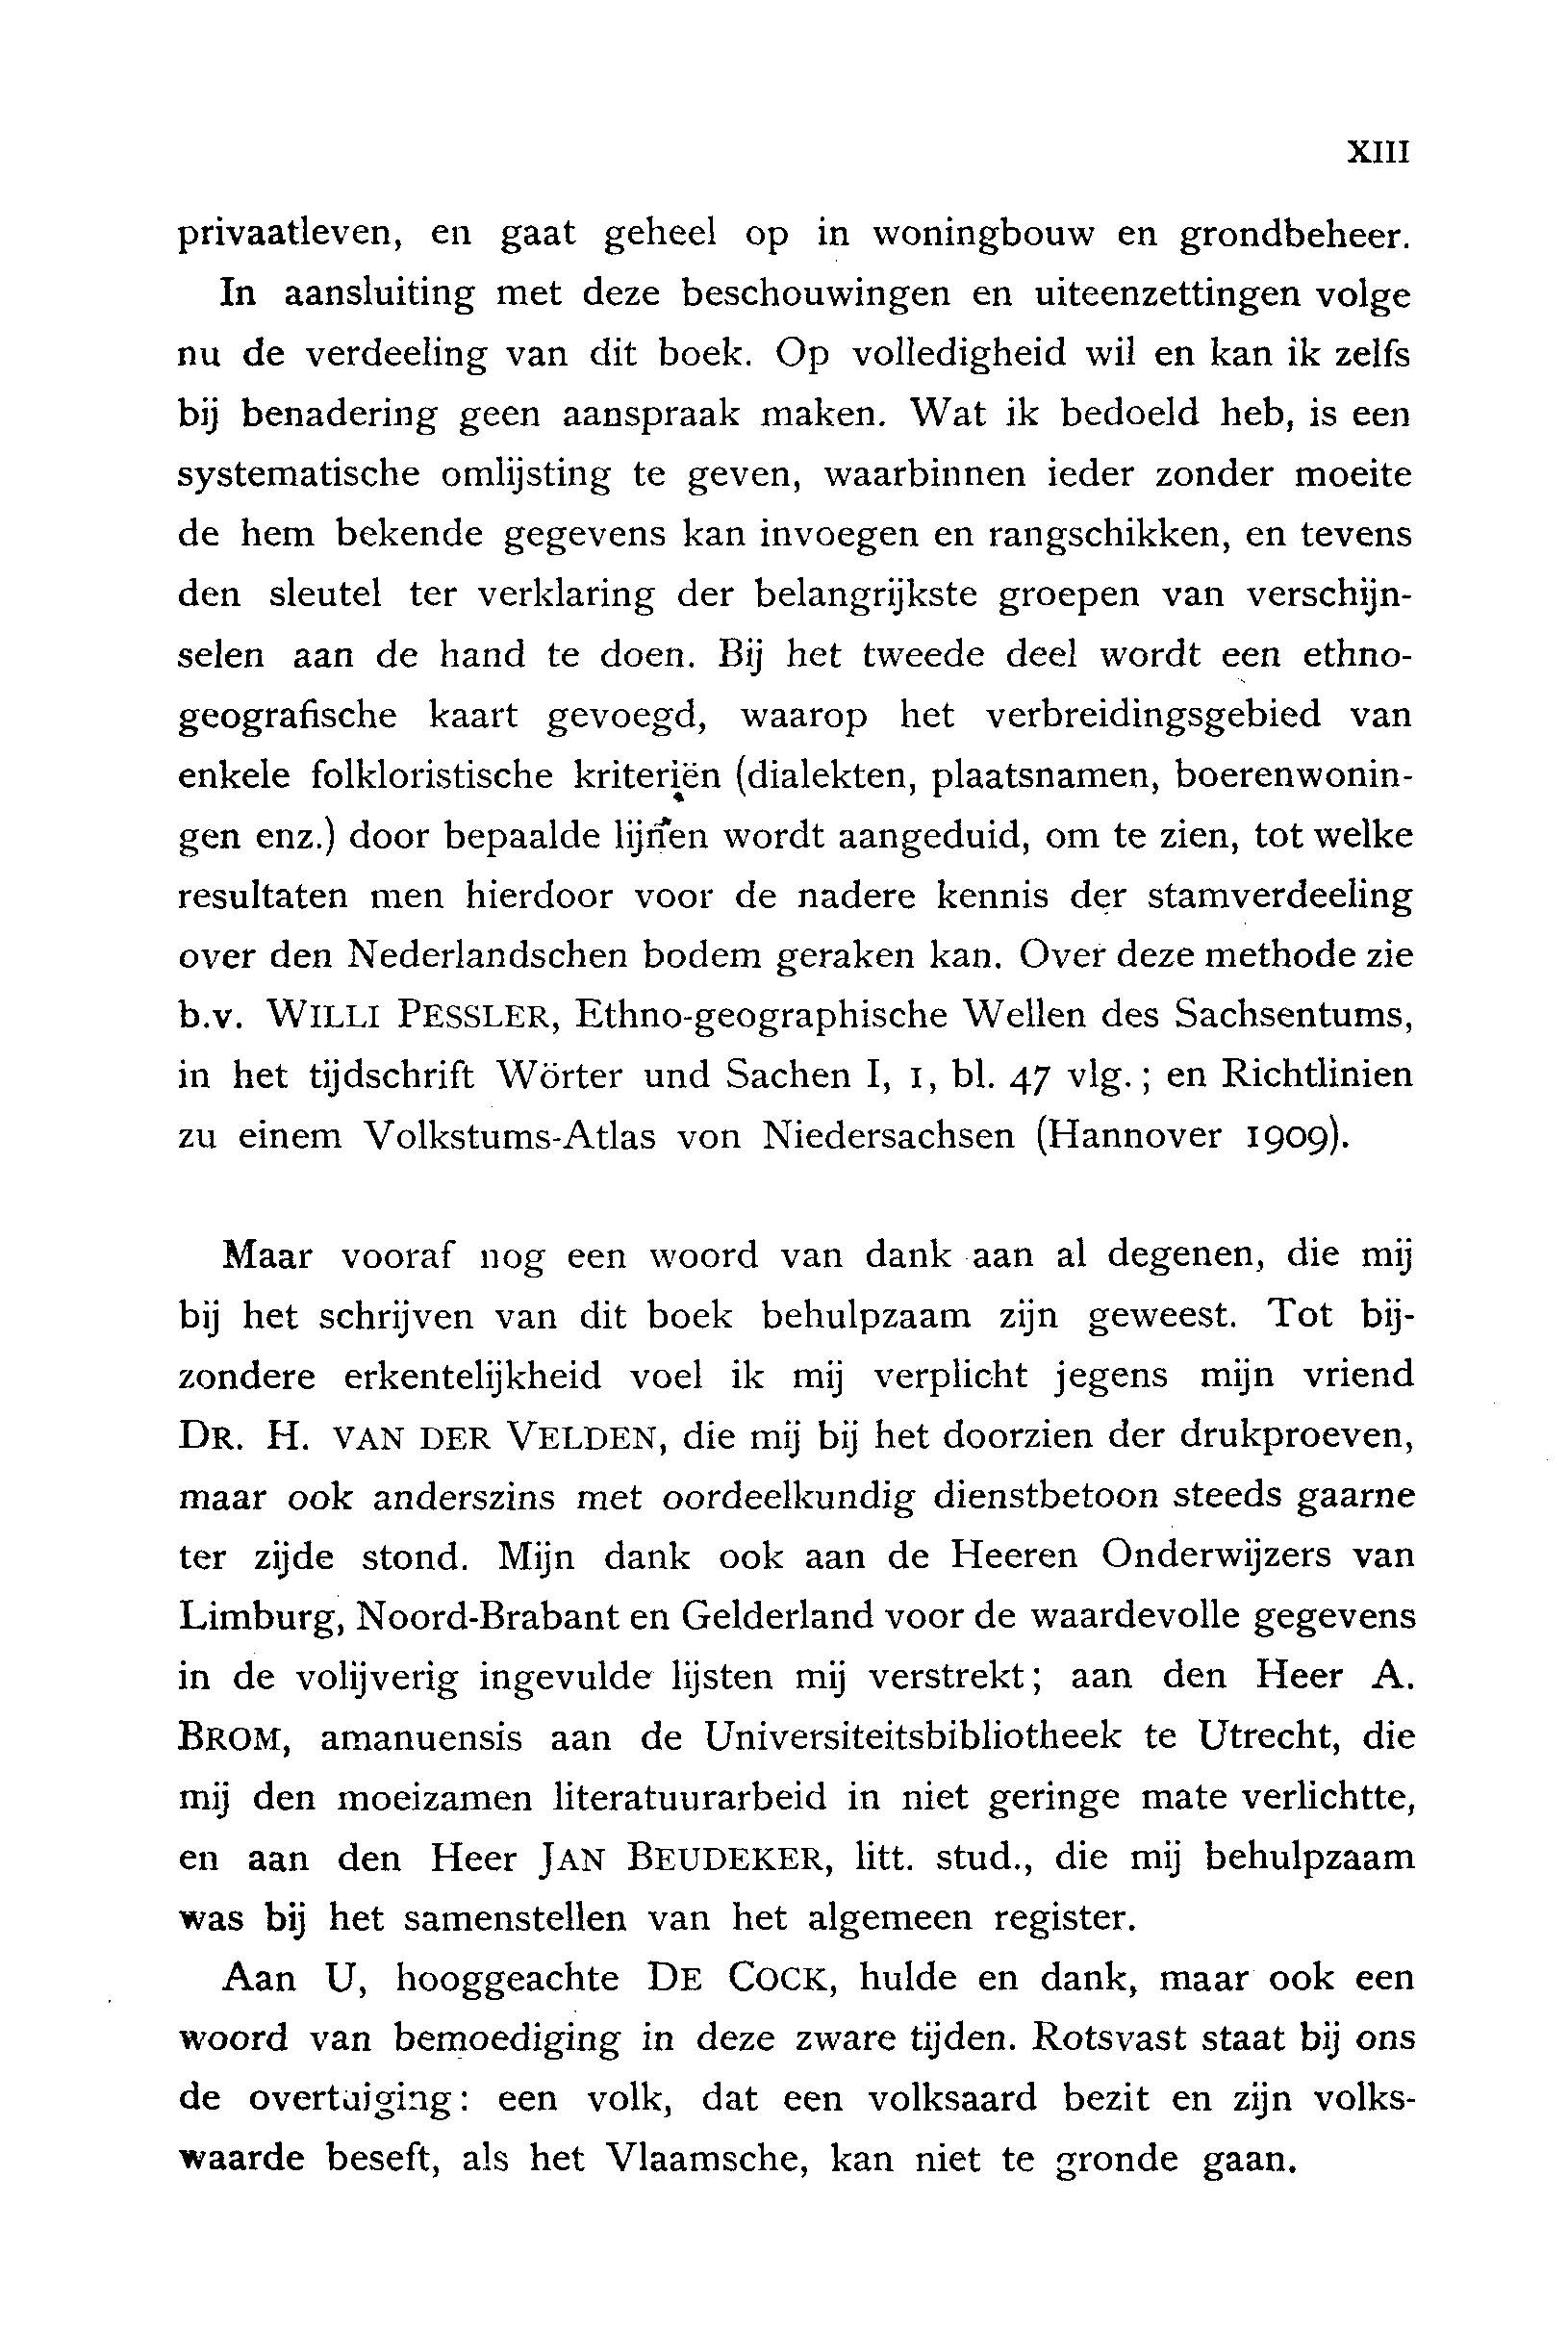 XIII
privaatleven, en gaat geheel op in woningbouw en grondbeheer.
In aansluiting met deze beschouwingen en uiteenzettingen volge
nu de verdeeling van dit boek. Op volledigheid wil en kan ik zelfs
bij benadering geen aanspraak maken. Wat ik bedoeld heb, is een
systematische omlijsting te geven, waarbinnen ieder zonder moeite
de hem bekende gegevens kan invoegen en rangschikken, en tevens
den sleutel ter verklaring der belangrijkste groepen van verschijn-
selen aan de hand te doen. Bij het tweede deel wordt een ethno-
geografische kaart gevoegd, waarop het verbreidingsgebied van
enkele folkloristische kriteriën (dialekten, plaatsnamen, boerenwonin-
gen enz.) door bepaalde lijnen wordt aangeduid, om te zien, tot welke
resultaten men hierdoor voor de nadere kennis der stamverdeeling
over den Nederlandschen bodem geraken kan. Over deze methode zie
b.v. WILLI PESSLER, Ethno-geographische Wellen des Sachsentums,
in het tijdschrift Wörter und Sachen I, 1, bl. 47 vlg.; en Richtlinien
zu einem Volkstums-Atlas von Niedersachsen (Hannover 1909).
Maar vooraf nog een woord van dank aan al degenen, die mij
bij het schrijven van dit boek behulpzaam zijn geweest. Tot bij-
zondere erkentelijkheid voel ik mij verplicht jegens mijn vriend
DR. H. VAN DER VELDEN, die mij bij het doorzien der drukproeven,
maar ook anderszins met oordeelkundig dienstbetoon steeds gaarne
ter zijde stond. Mijn dank ook aan de Heeren Onderwijzers van
Limburg, Noord-Brabant en Gelderland voor de waardevolle gegevens
in de volijverig ingevulde lijsten mij verstrekt; aan den Heer A.
BROM, amanuensis aan de Universiteitsbibliotheek te Utrecht, die
mij den moeizamen literatuurarbeid in niet geringe mate verlichtte,
en aan den Heer JAN BEUDEKER, litt. stud., die mij behulpzaam
was bij het samenstellen van het algemeen register.
Aan U, hooggeachte DE COCK, hulde en dank, maar ook een
woord van bemoediging in deze zware tijden. Rotsvast staat bij ons
de overtuiging: een volk, dat een volksaard bezit en zijn volks-
waarde beseft, als het Vlaamsche, kan niet te gronde gaan.